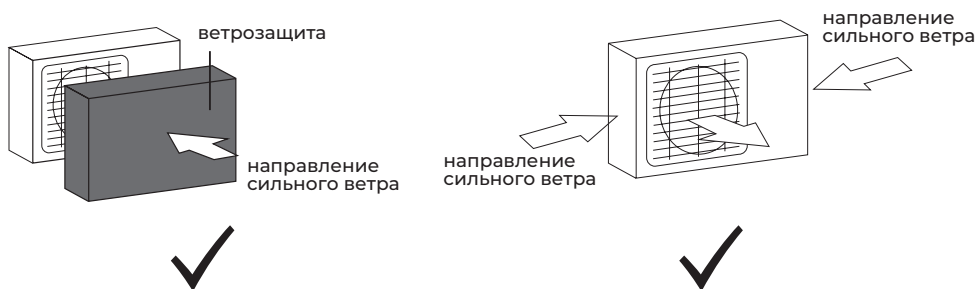 ветрозащита
направление
сильного ветра
направление
сильного ветра
направление
сильного ветра